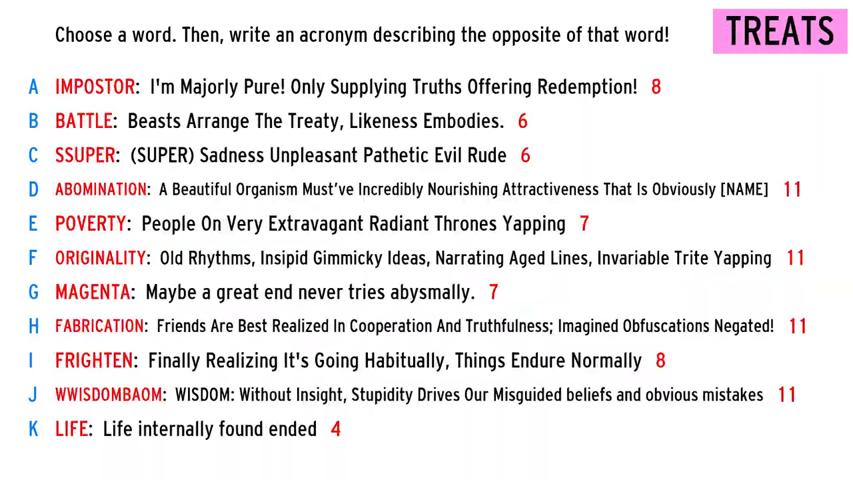 Choose a word. Then, write an acronym describing the opposite of that word!
TREATS
A IMPOSTOR: I'm Majorly Pure! Only Supplying Truths Offering Redemption! 8
B BATTLE: Beasts Arrange The Treaty, Likeness Embodies. 6
C SSUPER: (SUPER) Sadness Unpleasant Pathetic Evil Rude 6
D ABOMINATION: A Beautiful Organism Must've Incredibly Nourishing Attractiveness That Is Obviously [NAME] 11
E POVERTY: People On Very Extravagant Radiant Thrones Yapping 7
F ORIGINALITY: Old Rhythms, Insipid Gimmicky Ideas, Narrating Aged Lines, Invariable Trite Yapping 11
G MAGENTA: Maybe a great end never tries abysmally. 7
H FABRICATION: Friends Are Best Realized In Cooperation And Truthfulness; Imagined Obfuscations Negated! 11
I FRIGHTEN: Finally Realizing It's Going Habitually, Things Endure Normally 8
J WWISDOMBAOM: WISDOM: Without Insight, Stupidity Drives Our Misguided beliefs and obvious mistakes 11
K LIFE: Life internally found ended 4